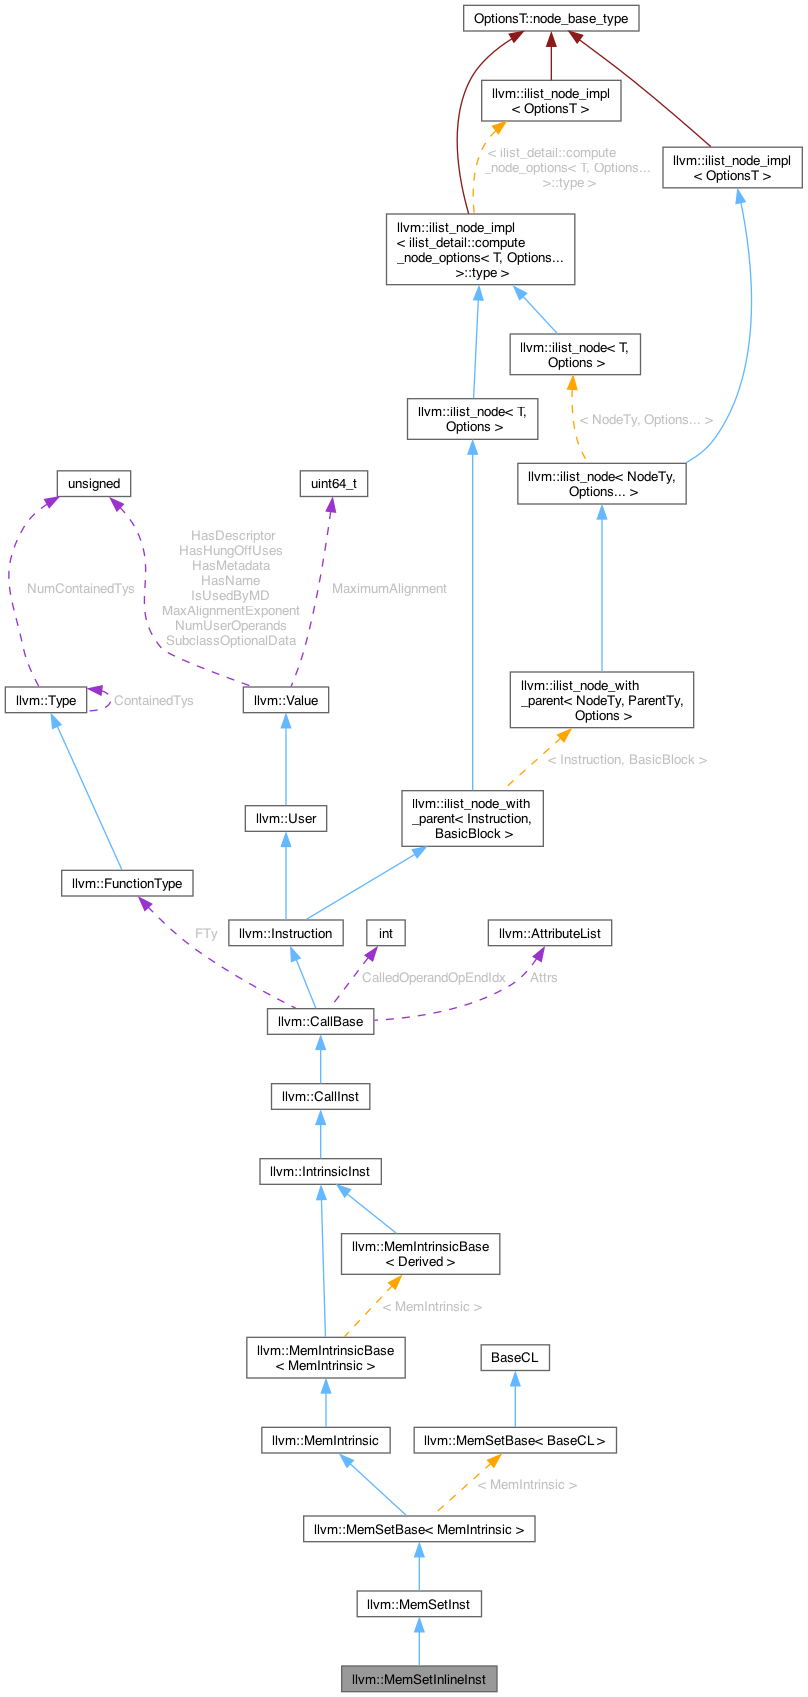 OptionsT::node_base_type
llvm::ilist_node_impl
< OptionsT >
llvm::ilist_node_impl
< OptionsT >
< ilist_detail::compute
_node_options< T, Options...
>::type >
llvm::ilist_node_impl
< ilist_detail::compute
_node_options< T, Options...
>::type >
llvm::ilist_node< T,
Options >
llvm::ilist_node< T,
Options >
< NodeTy, Options... >
unsigned
uint64_t
llvm::ilist_node< NodeTy,
Options... >
HasDescriptor
HasHungOffUses
HasMetadata
HasName
IsUsedByMD
MaxAlignmentExponent
NumUserOperands
SubclassOptionalData
NumContainedTys
MaximumAlignment
llvm::Type
ContainedTys
llvm::Value
llvm::ilist_node_with
_parent< NodeTy, ParentTy,
Options >
< Instruction, BasicBlock >
llvm::User
llvm::ilist_node_with
_parent< Instruction,
BasicBlock >
llvm::FunctionType
FTy
llvm::Instruction
int
llvm::AttributeList
CalledOperandOpEndIdx
Attrs
llvm::CallBase
llvm::CallInst
llvm::IntrinsicInst
llvm::MemIntrinsicBase
< Derived >
< MemIntrinsic >
llvm::MemIntrinsicBase
< MemIntrinsic >
BaseCL
llvm::MemIntrinsic
llvm::MemSetBase< BaseCL >
< MemIntrinsic >
llvm::MemSetBase< MemIntrinsic >
llvm::MemSetInst
llvm::MemSetInlineInst